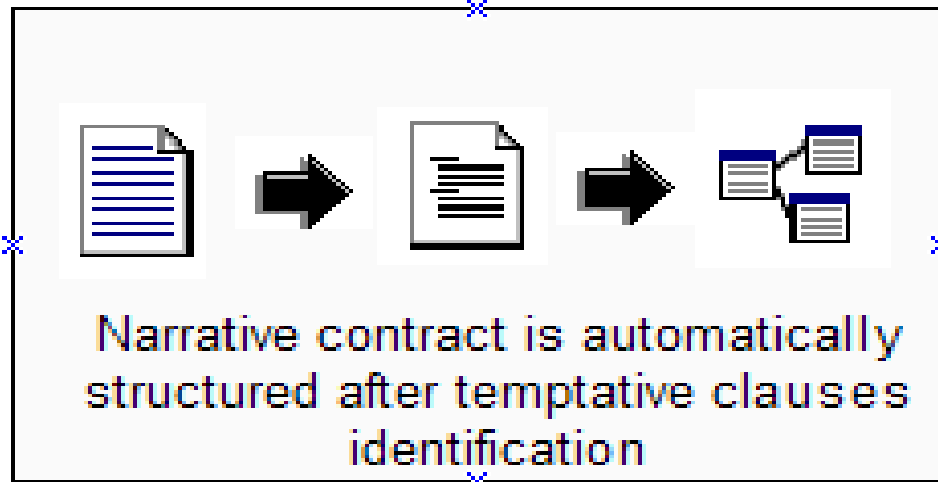 Narrative contract is automatically
structured after temptative clauses
identification